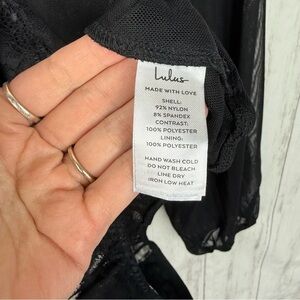 Lulus
MADE WITH LOVE
SHELL:
92% NYLON
8% SPANDEX
CONTRAST:
100% POLYESTER
LINING:
100% POLYESTER
HAND WASH COLD
DO NOT BLEACH
LINE DRY
IRON LOW HEAT